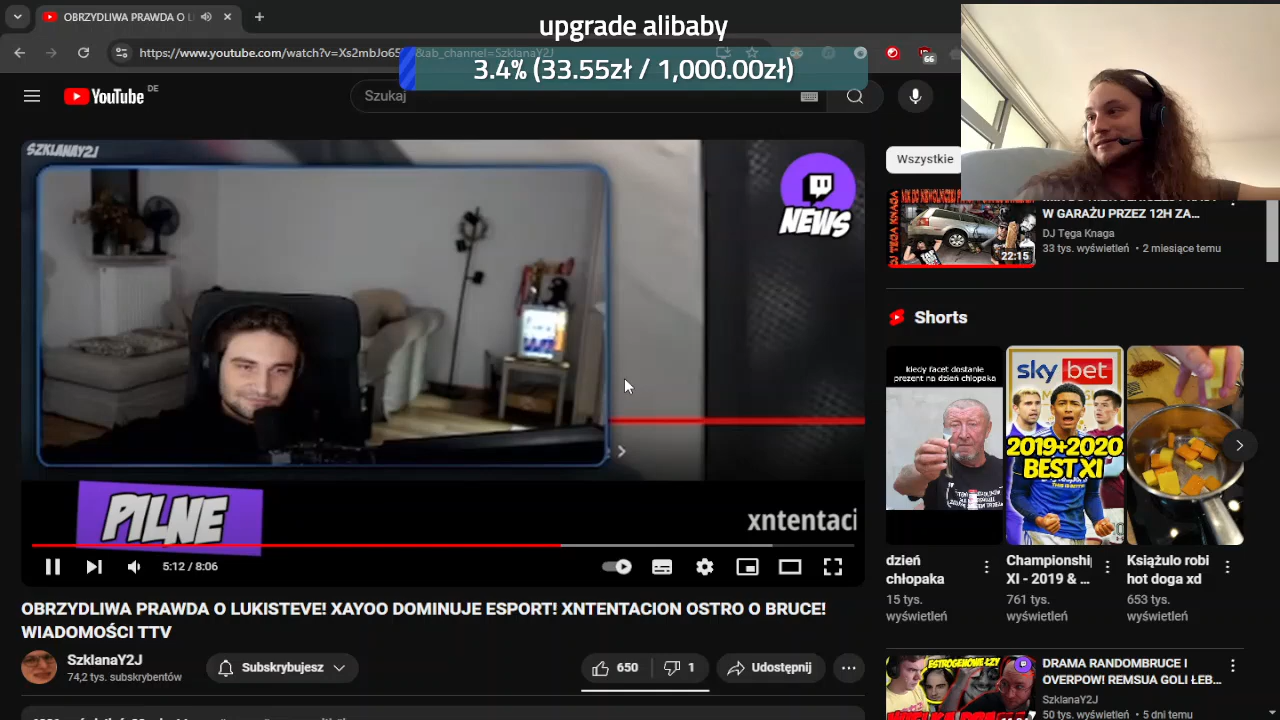 OBRZYDLIWA PRAWDA O L
upgrade alibaby
https://www.youtube.com/watch?v=Xs2mbJo65
&ab_channel=SzklanaY2J
66
3.4% (33.55zł / 1,000.00zł)
YouTube
DE
Szukaj
SZKLANAY2J
NEWS
PILNE
xntentaci
5:12 / 8:06
OBRZYDLIWA PRAWDA O LUKISTEVE! XAYOO DOMINUJE ESPORT! XNTENTACION OSTRO O BRUCE!
WIADOMOŚCI TTV
SzklanaY2J
74,2 tys. subskrybentów
Subskrybujesz
650
1
Udostępnij
Wszystkie
W GARAŻU PRZEZ 12H ZA…
DJ Tęga Knaga
33 tys. wyświetleń • 2 miesiące temu
22:15
Shorts
kiedy facet dostanie
prezent na dzień chłopaka
sky bet
2019+2020
BEST XI
dzień
chłopaka
15 tys.
wyświetleń
Championshi
XI - 2019 & ...
761 tys.
wyświetleń
Książulo robi
hot doga xd
653 tys.
wyświetleń
ESTROGENOWE ŁZY
DRAMA RANDOMBRUCE I
OVERPOW! REMSUA GOLI ŁEB…
SzklanaY2J
50 tys. wyświetleń • 5 dni temu